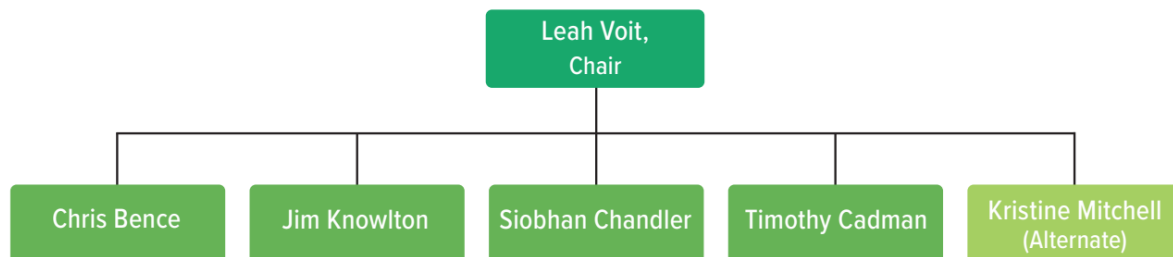 Leah Voit,
Chair
Chris Bence
Jim Knowlton
Siobhan Chandler
Timothy Cadman
Kristine Mitchell
(Alternate)